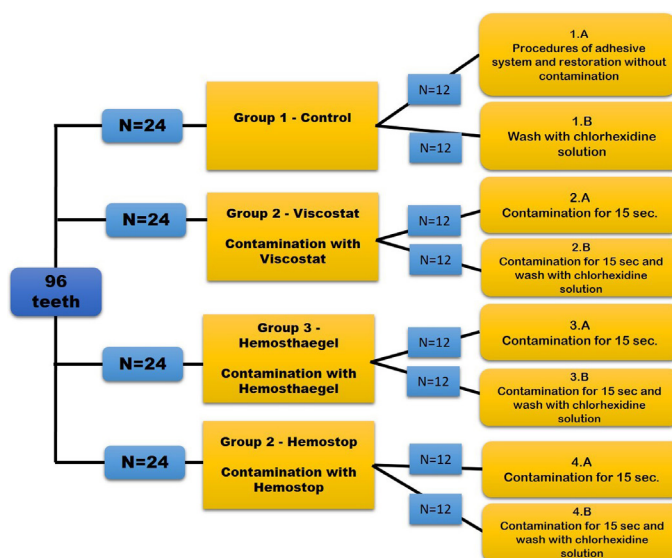 96
teeth
N=24
Group 1 - Control
N=12
1.A
Procedures of adhesive
system and restoration without
contamination
N=12
1.B
Wash with chlorhexidine
solution
N=24
Group 2 - Viscostat
Contamination with
Viscostat
N=12
2.A
Contamination for 15 sec.
N=12
2.B
Contamination for 15 sec and
wash with chlorhexidine
solution
N=24
Group 3 -
Hemosthaegel
Contamination with
Hemosthaegel
N=12
3.A
Contamination for 15 sec.
N=12
3.B
Contamination for 15 sec and
wash with chlorhexidine
solution
N=24
Group 2 - Hemostop
Contamination with
Hemostop
N=12
4.A
Contamination for 15 sec.
N=12
4.B
Contamination for 15 sec and
wash with chlorhexidine solution